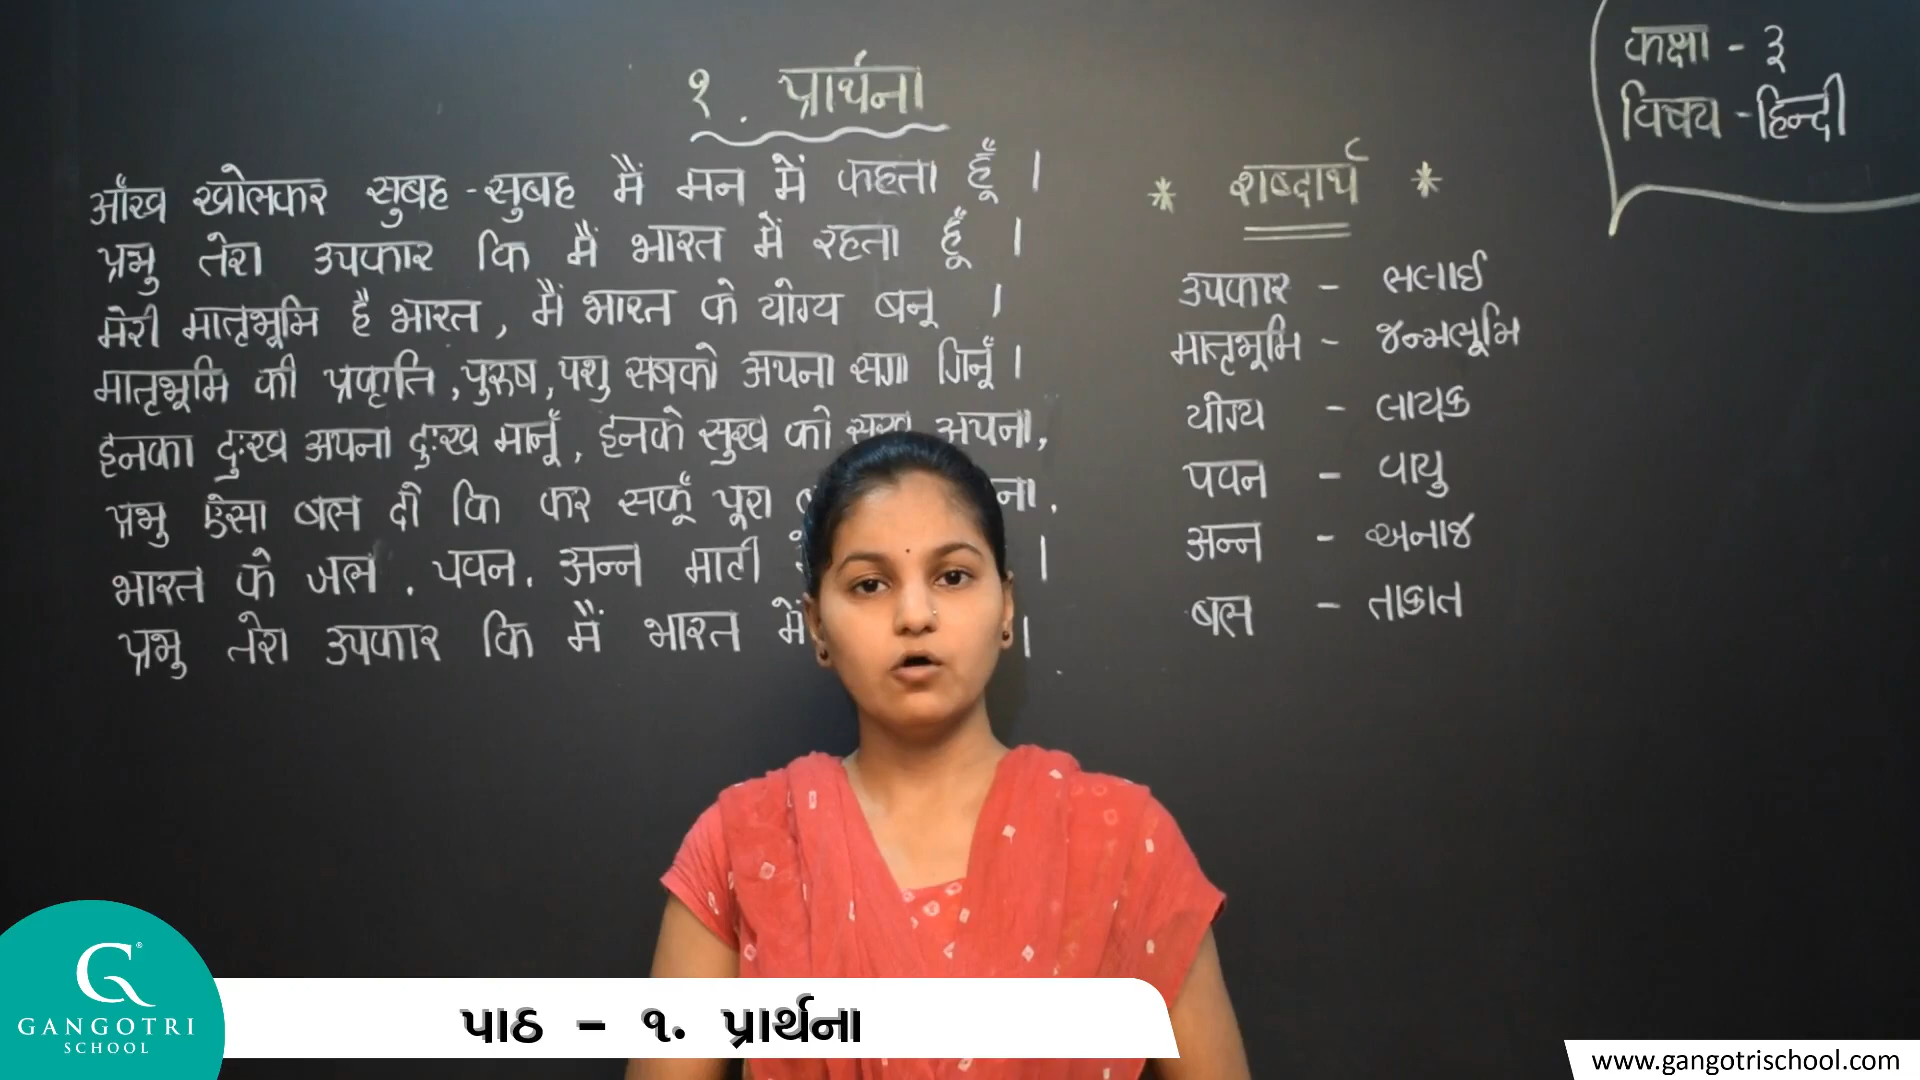 १. प्रार्थना
आँख खोलकर सुबह-सुबह मैं मन में कहता हूँ ।
प्रभु तेरा उपकार कि मैं भारत में रहता हूँ ।
मेरी मातृभूमि है भारत, मैं भारत के योग्य बनू ।
मातृभूमि की प्रकृति, पुरुष, पशु सबको अपना सगा गिनूँ ।
इनका दुःख अपना दुःख मानूँ, इनके सुख को सुख अपना,
प्रभु ऐसा बल दो कि कर सकूँ पूरा ना.
भारत के जल. पवन. अन्न माटी ।
प्रभु तेरा उपकार कि मैं भारत में ।
* शब्दार्थ *
उपकार - ભલાઈ
मातृभूमि - જન્મભૂમિ
योग्य - લાયક
पवन - વાયુ
अन्न - અનાજ
बल - તાકાત
कक्षा - ३
विषय - हिन्दी
GANGOTRI
SCHOOL
પાઠ – ૧. પ્રાર્થના
www.gangotrischool.com